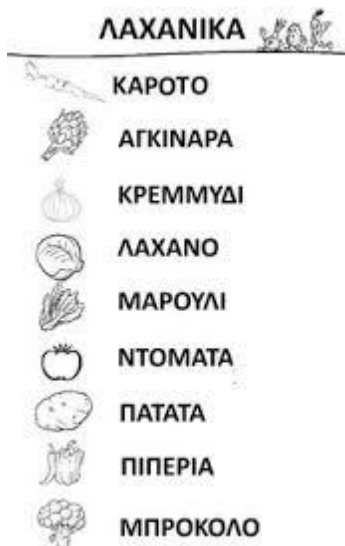 ΛΑΧΑΝΙΚΑ
ΚΑΡΟΤΟ
ΑΓΚΙΝΑΡΑ
ΚΡΕΜΜΥΔΙ
ΛΑΧΑΝΟ
ΜΑΡΟΥΛΙ
ΝΤΟΜΑΤΑ
ΠΑΤΑΤΑ
ΠΙΠΕΡΙΑ
ΜΠΡΟΚΟΛΟ